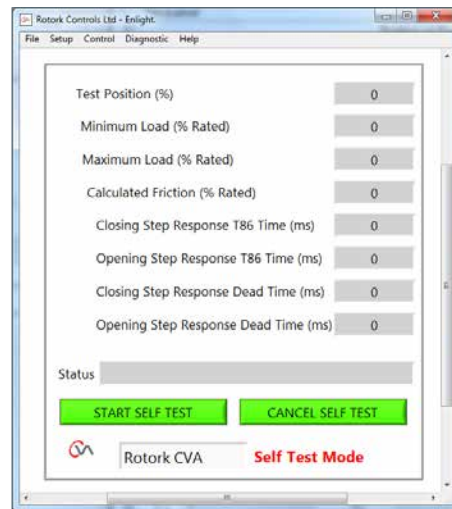 Rotork Controls Ltd - Enlight.
File Setup Control Diagnostic Help
Test Position (%) 0
Minimum Load (% Rated) 0
Maximum Load (% Rated) 0
Calculated Friction (% Rated) 0
Closing Step Response T86 Time (ms) 0
Opening Step Response T86 Time (ms) 0
Closing Step Response Dead Time (ms) 0
Opening Step Response Dead Time (ms) 0
Status
START SELF TEST CANCEL SELF TEST
Rotork CVA Self Test Mode